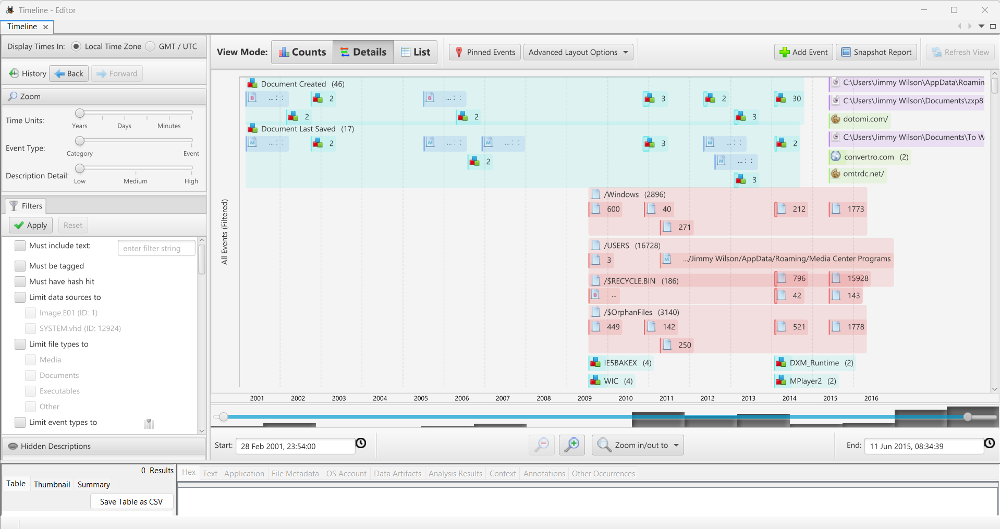 Timeline - Editor
Timeline
Display Times In: Local Time Zone GMT / UTC
History Back Forward
Zoom
Time Units:
Years Days Minutes
Event Type:
Category Event
Description Detail:
Low Medium High
Filters
Apply Reset
Must include text: enter filter string
Must be tagged
Must have hash hit
Limit data sources to
Image.E01 (ID: 1)
SYSTEM.vhd (ID: 12924)
Limit file types to
Media
Documents
Executables
Other
Limit event types to
Hidden Descriptions
View Mode: Counts Details List Pinned Events Advanced Layout Options Add Event Snapshot Report Refresh View
All Events (Filtered)
Document Created (46)
B ...: : 2 B ...: : 3 2 30
2 2 3
Document Last Saved (17)
M ...: : 2 M ...: : M ...: : 3 M ...: : 2
2 M ...: :
3
C:\Users\Jimmy Wilson\AppData\Roamin
C:\Users\Jimmy Wilson\Documents\zxp8
dotomi.com/
C:\Users\Jimmy Wilson\Documents\To W
convertro.com (2)
omtrdc.net/
/Windows (2896)
600 40 212 1773
271
/USERS (16728)
3 M .../Jimmy Wilson/AppData/Roaming/Media Center Programs
796 15928
/$RECYCLE.BIN (186)
B ... 42 143
/$OrphanFiles (3140)
449 142 521 1778
250
IE5BAKEX (4) DXM_Runtime (2)
WIC (4) MPlayer2 (2)
2001 2002 2003 2004 2005 2006 2007 2008 2009 2010 2011 2012 2013 2014 2015 2016
Start: 28 Feb 2001, 23:54:00 Zoom in/out to End: 11 Jun 2015, 08:34:39
0 Results
Table Thumbnail Summary
Save Table as CSV
Hex Text Application File Metadata OS Account Data Artifacts Analysis Results Context Annotations Other Occurrences